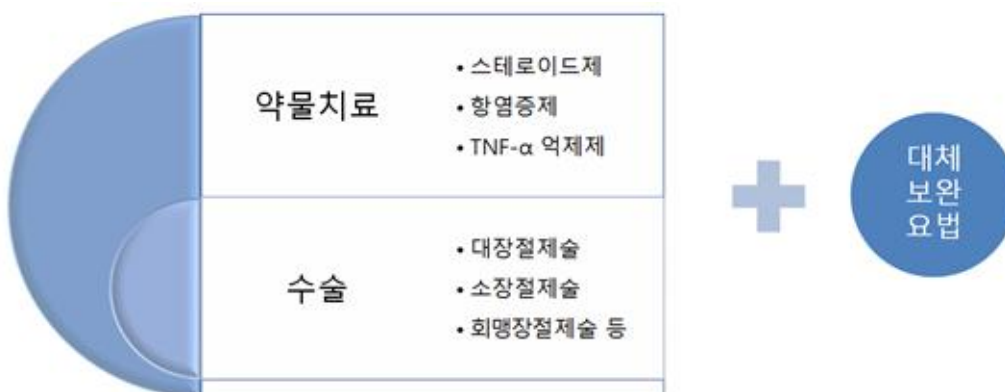 약물치료
• 스테로이드제
• 항염증제
• TNF-α 억제제
수술
• 대장절제술
• 소장절제술
• 회맹장절제술 등
대체
보완
요법